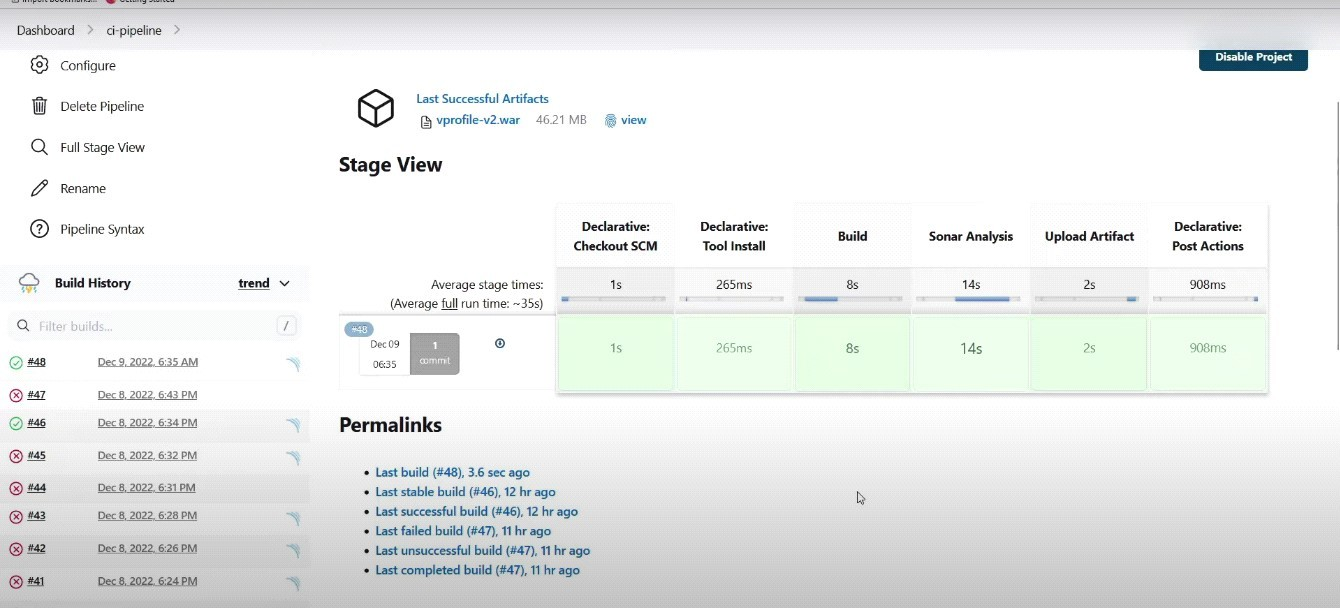 Import bookmarks... Getting Started
Dashboard ci-pipeline
Configure
Disable Project
Delete Pipeline
Full Stage View
Rename
Pipeline Syntax
Last Successful Artifacts
vprofile-v2.war 46.21 MB view
Stage View
Declarative: Checkout SCM
Declarative: Tool Install
Build
Sonar Analysis
Upload Artifact
Declarative: Post Actions
Average stage times:
(Average full run time: ~35s)
1s 265ms 8s 14s 2s 908ms
#48
Dec 09
06:35
1
commit
1s 265ms 8s 14s 2s 908ms
Build History trend
Filter builds... /
#48 Dec 9, 2022, 6:35 AM
#47 Dec 8, 2022, 6:43 PM
#46 Dec 8, 2022, 6:34 PM
#45 Dec 8, 2022, 6:32 PM
#44 Dec 8, 2022, 6:31 PM
#43 Dec 8, 2022, 6:28 PM
#42 Dec 8, 2022, 6:26 PM
#41 Dec 8, 2022, 6:24 PM
Permalinks
Last build (#48), 3.6 sec ago
Last stable build (#46), 12 hr ago
Last successful build (#46), 12 hr ago
Last failed build (#47), 11 hr ago
Last unsuccessful build (#47), 11 hr ago
Last completed build (#47), 11 hr ago